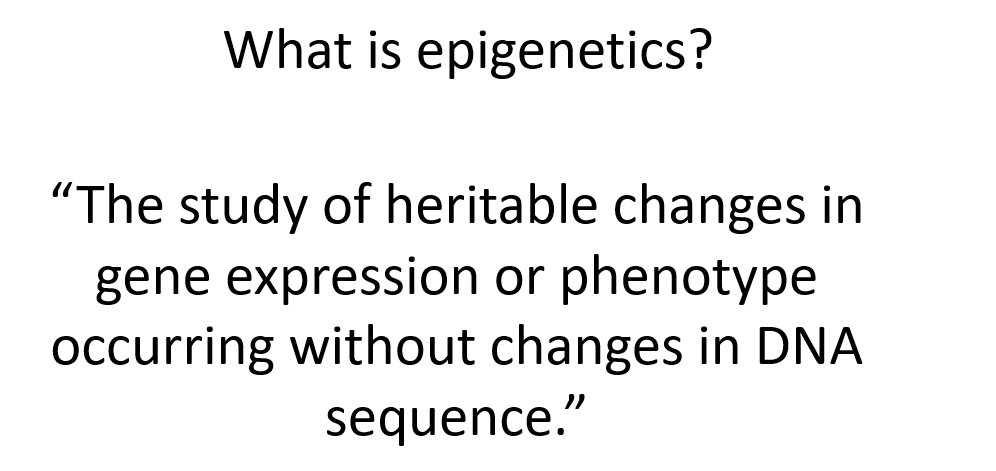 What is epigenetics?
“The study of heritable changes in
gene expression or phenotype
occurring without changes in DNA
sequence.”